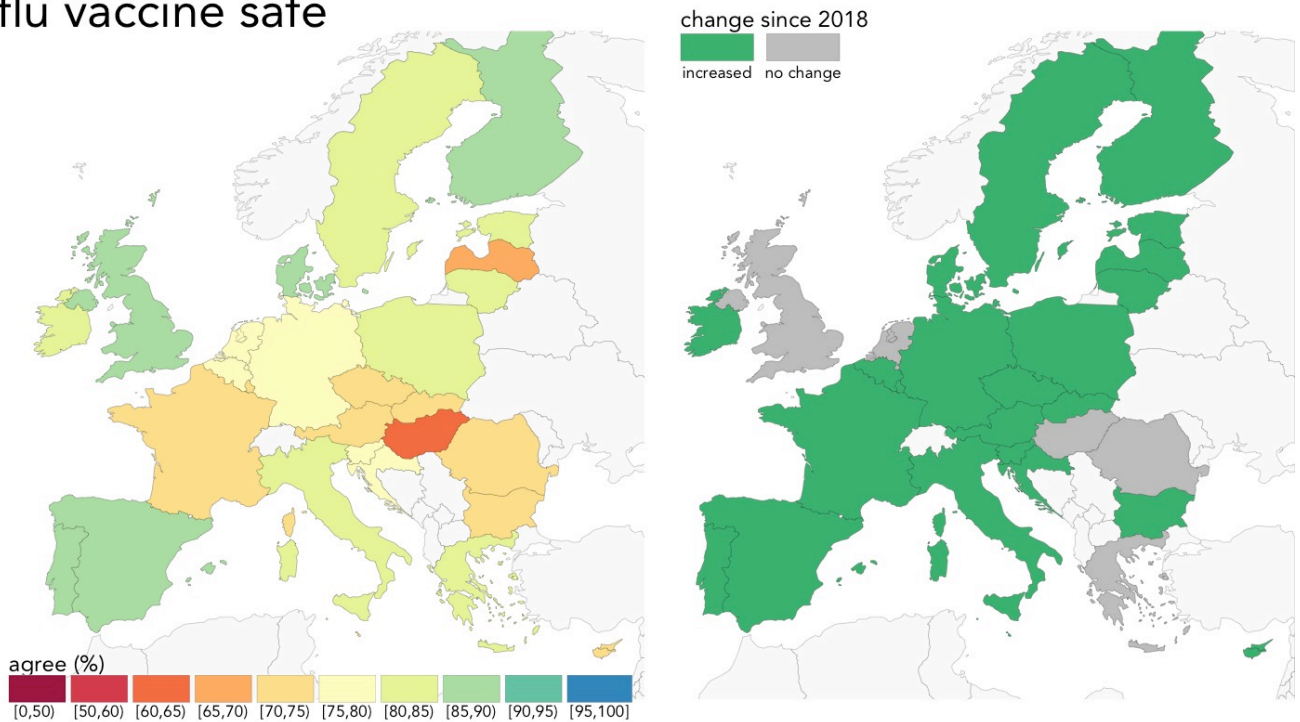 flu vaccine safe
change since 2018
increased no change
agree (%)
[0,50) [50,60) [60,65) [65,70) [70,75) [75,80) [80,85) [85,90) [90,95) [95,100]